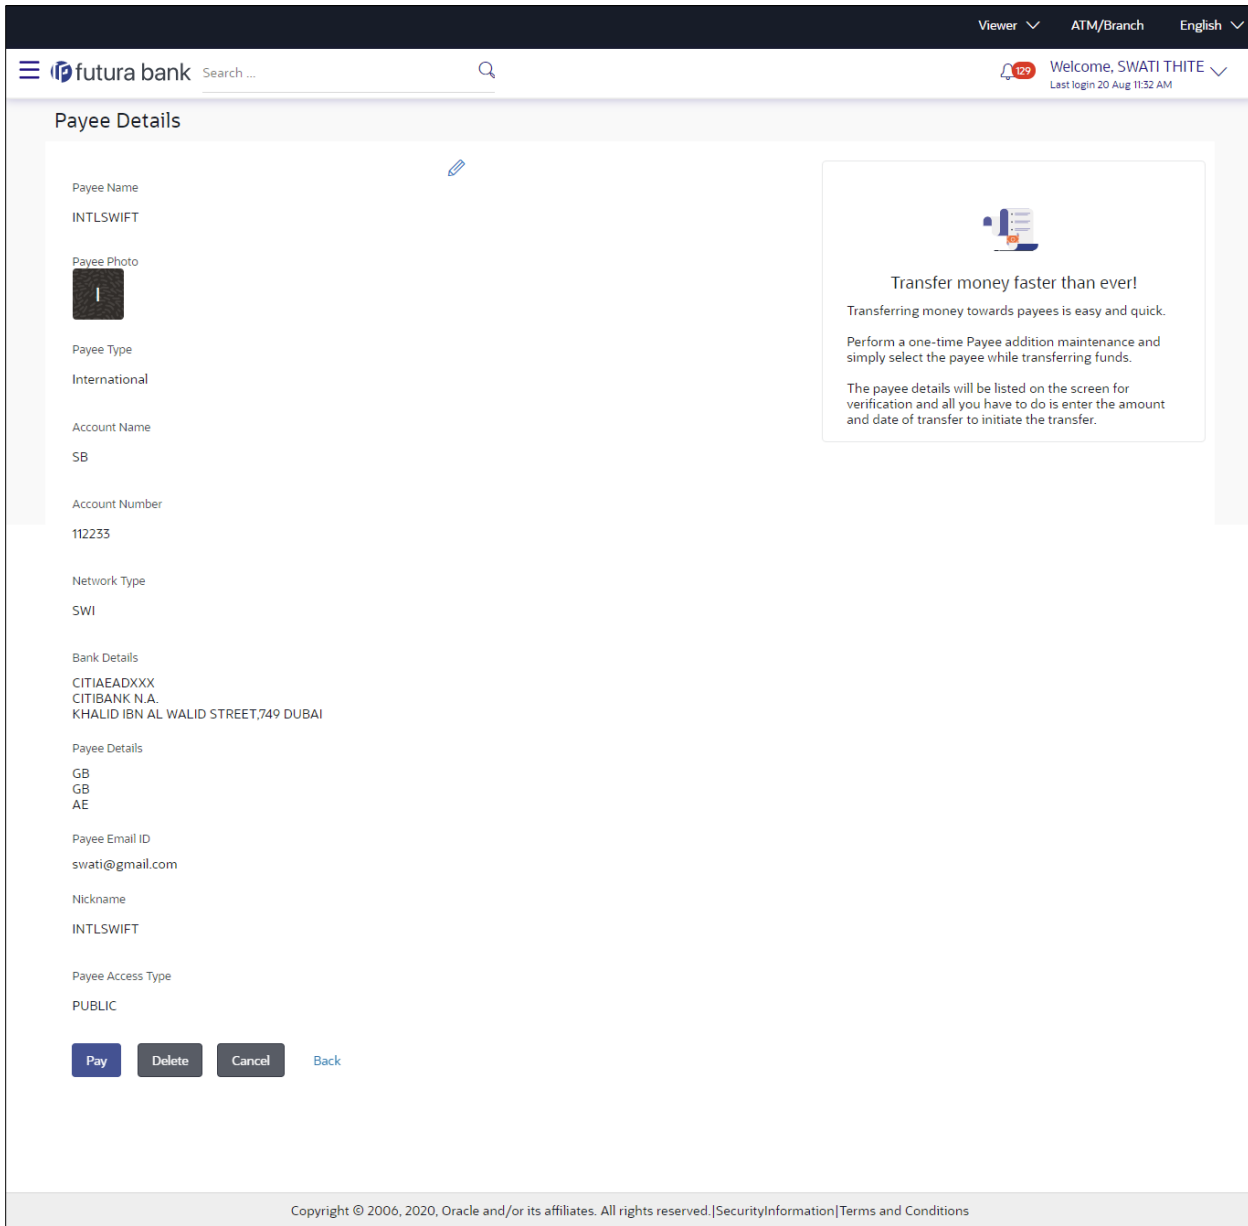 Viewer ATM/Branch English
futura bank Search ... 129 Welcome, SWATI THITE
Last login 20 Aug 11:32 AM
Payee Details
Payee Name
INTLSWIFT
Payee Photo
I
Payee Type
International
Account Name
SB
Account Number
112233
Network Type
SWI
Bank Details
CITIAEADXXX
CITIBANK N.A.
KHALID IBN AL WALID STREET,749 DUBAI
Payee Details
GB
GB
AE
Payee Email ID
swati@gmail.com
Nickname
INTLSWIFT
Payee Access Type
PUBLIC
Pay Delete Cancel Back
Transfer money faster than ever!
Transferring money towards payees is easy and quick.
Perform a one-time Payee addition maintenance and
simply select the payee while transferring funds.
The payee details will be listed on the screen for
verification and all you have to do is enter the amount
and date of transfer to initiate the transfer.
Copyright © 2006, 2020, Oracle and/or its affiliates. All rights reserved.|SecurityInformation|Terms and Conditions